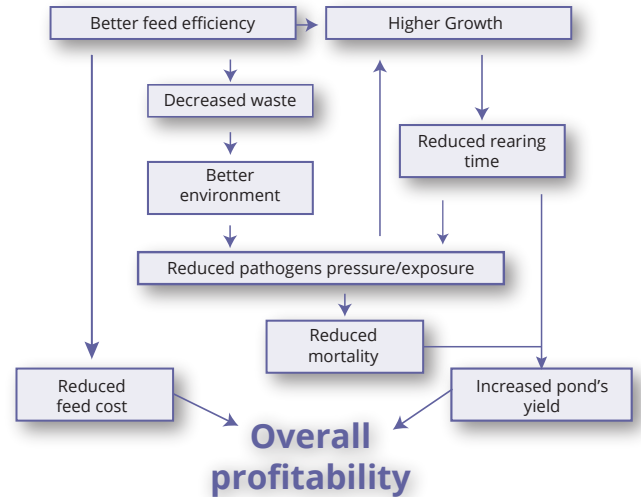 Better feed efficiency
Higher Growth
Decreased waste
Reduced rearing
time
Better
environment
Reduced pathogens pressure/exposure
Reduced
mortality
Reduced
feed cost
Increased pond's
yield
Overall
profitability